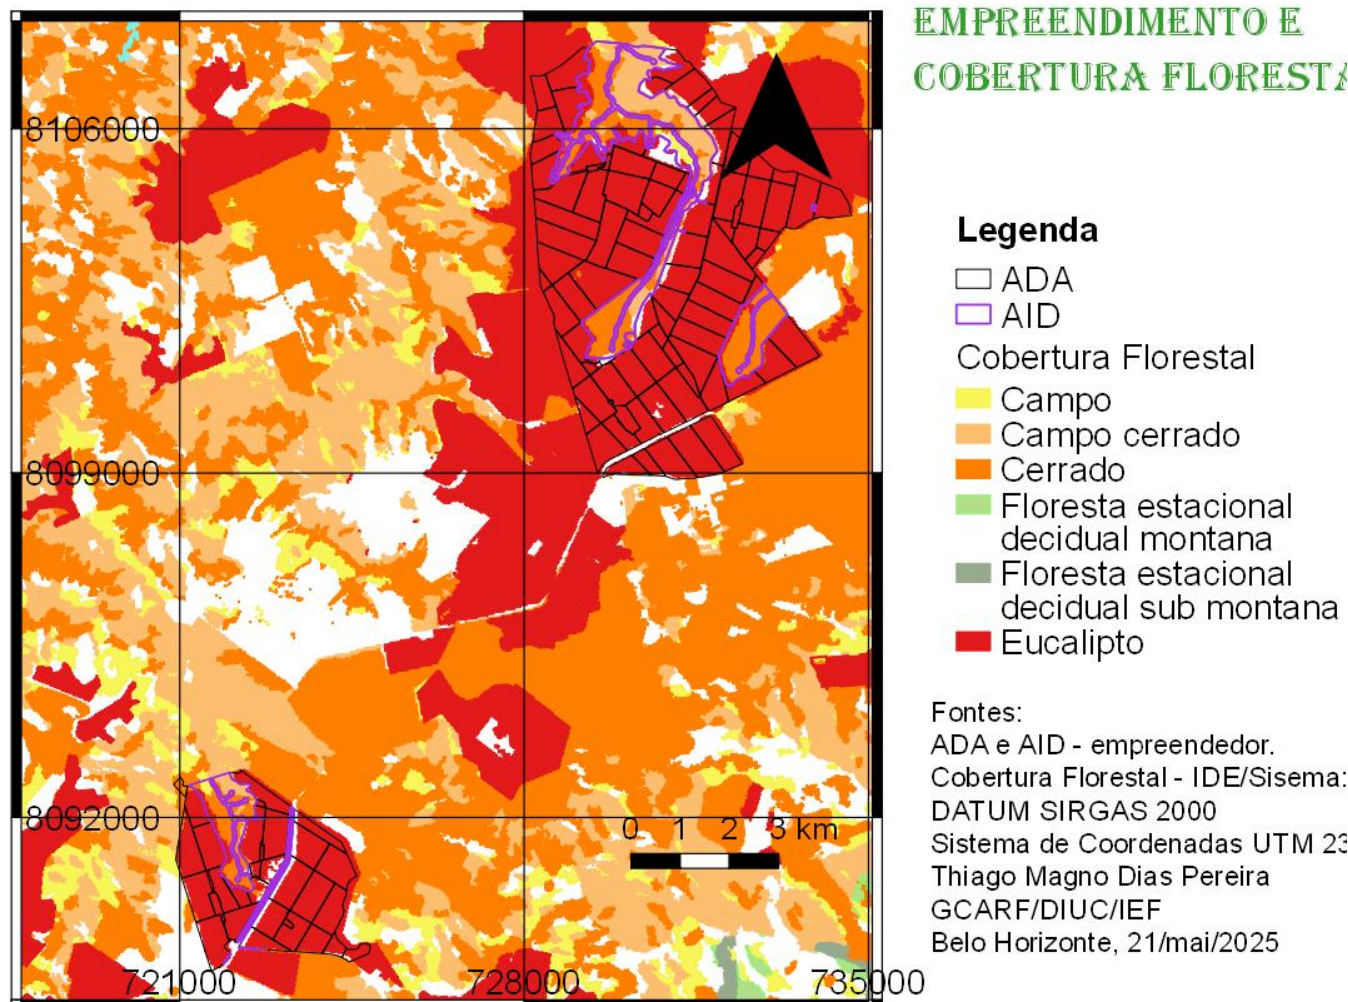 EMPREENDIMENTO E
COBERTURA FLORESTA
8106000
8099000
8092000
721000
728000
735000
0 1 2 3 km
Legenda
ADA
AID
Cobertura Florestal
Campo
Campo cerrado
Cerrado
Floresta estacional
decidual montana
Floresta estacional
decidual sub montana
Eucalipto
Fontes:
ADA e AID - empreendedor.
Cobertura Florestal - IDE/Sisema:
DATUM SIRGAS 2000
Sistema de Coordenadas UTM 23
Thiago Magno Dias Pereira
GCARF/DIUC/IEF
Belo Horizonte, 21/mai/2025